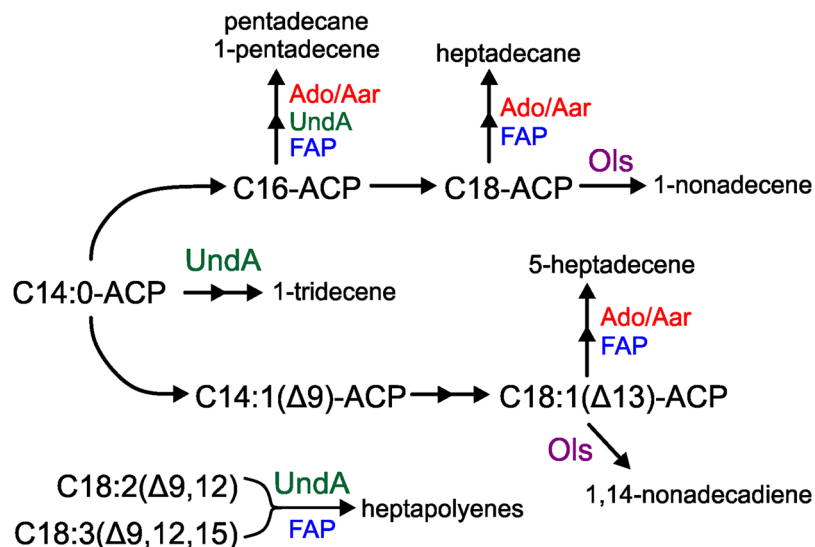 pentadecane
1-pentadecene
heptadecane
Ado/Aar
UndA
FAP
Ado/Aar
FAP
Ols
C16-ACP
C18-ACP
1-nonadecene
UndA
C14:0-ACP
1-tridecene
5-heptadecene
Ado/Aar
FAP
C14:1(Δ9)-ACP
C18:1(Δ13)-ACP
Ols
1,14-nonadecadiene
C18:2(Δ9,12)
C18:3(Δ9,12,15)
UndA
FAP
heptapolyenes